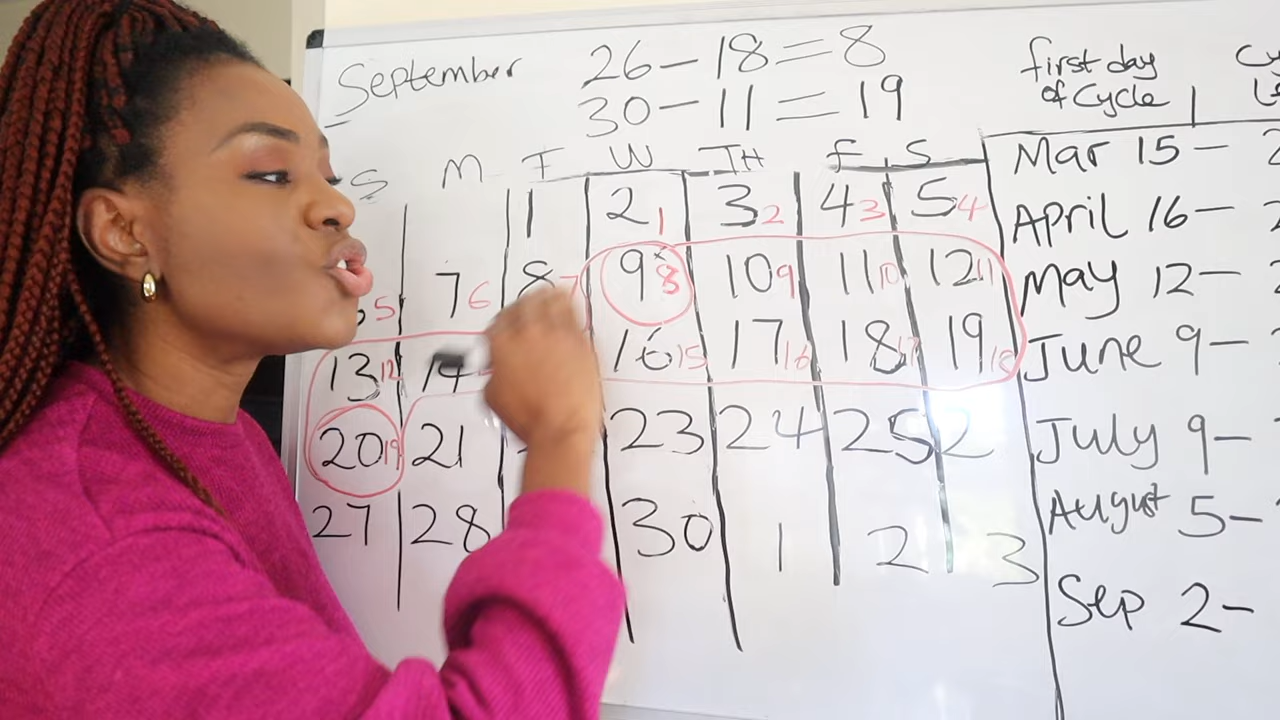 September 26-18=8
30-11=19
S M T W TH F S
1 2 1 3 2 4 3 5 4
5 7 6 8 7 9 8 10 9 11 10 12 11
13 12 14 16 15 17 16 18 17 19 18
20 19 21 23 24 25 2
27 28 30 1 2 3
first day
of Cycle
Mar 15-
April 16-
May 12-
June 9-
July 9-
August 5-
Sep 2-